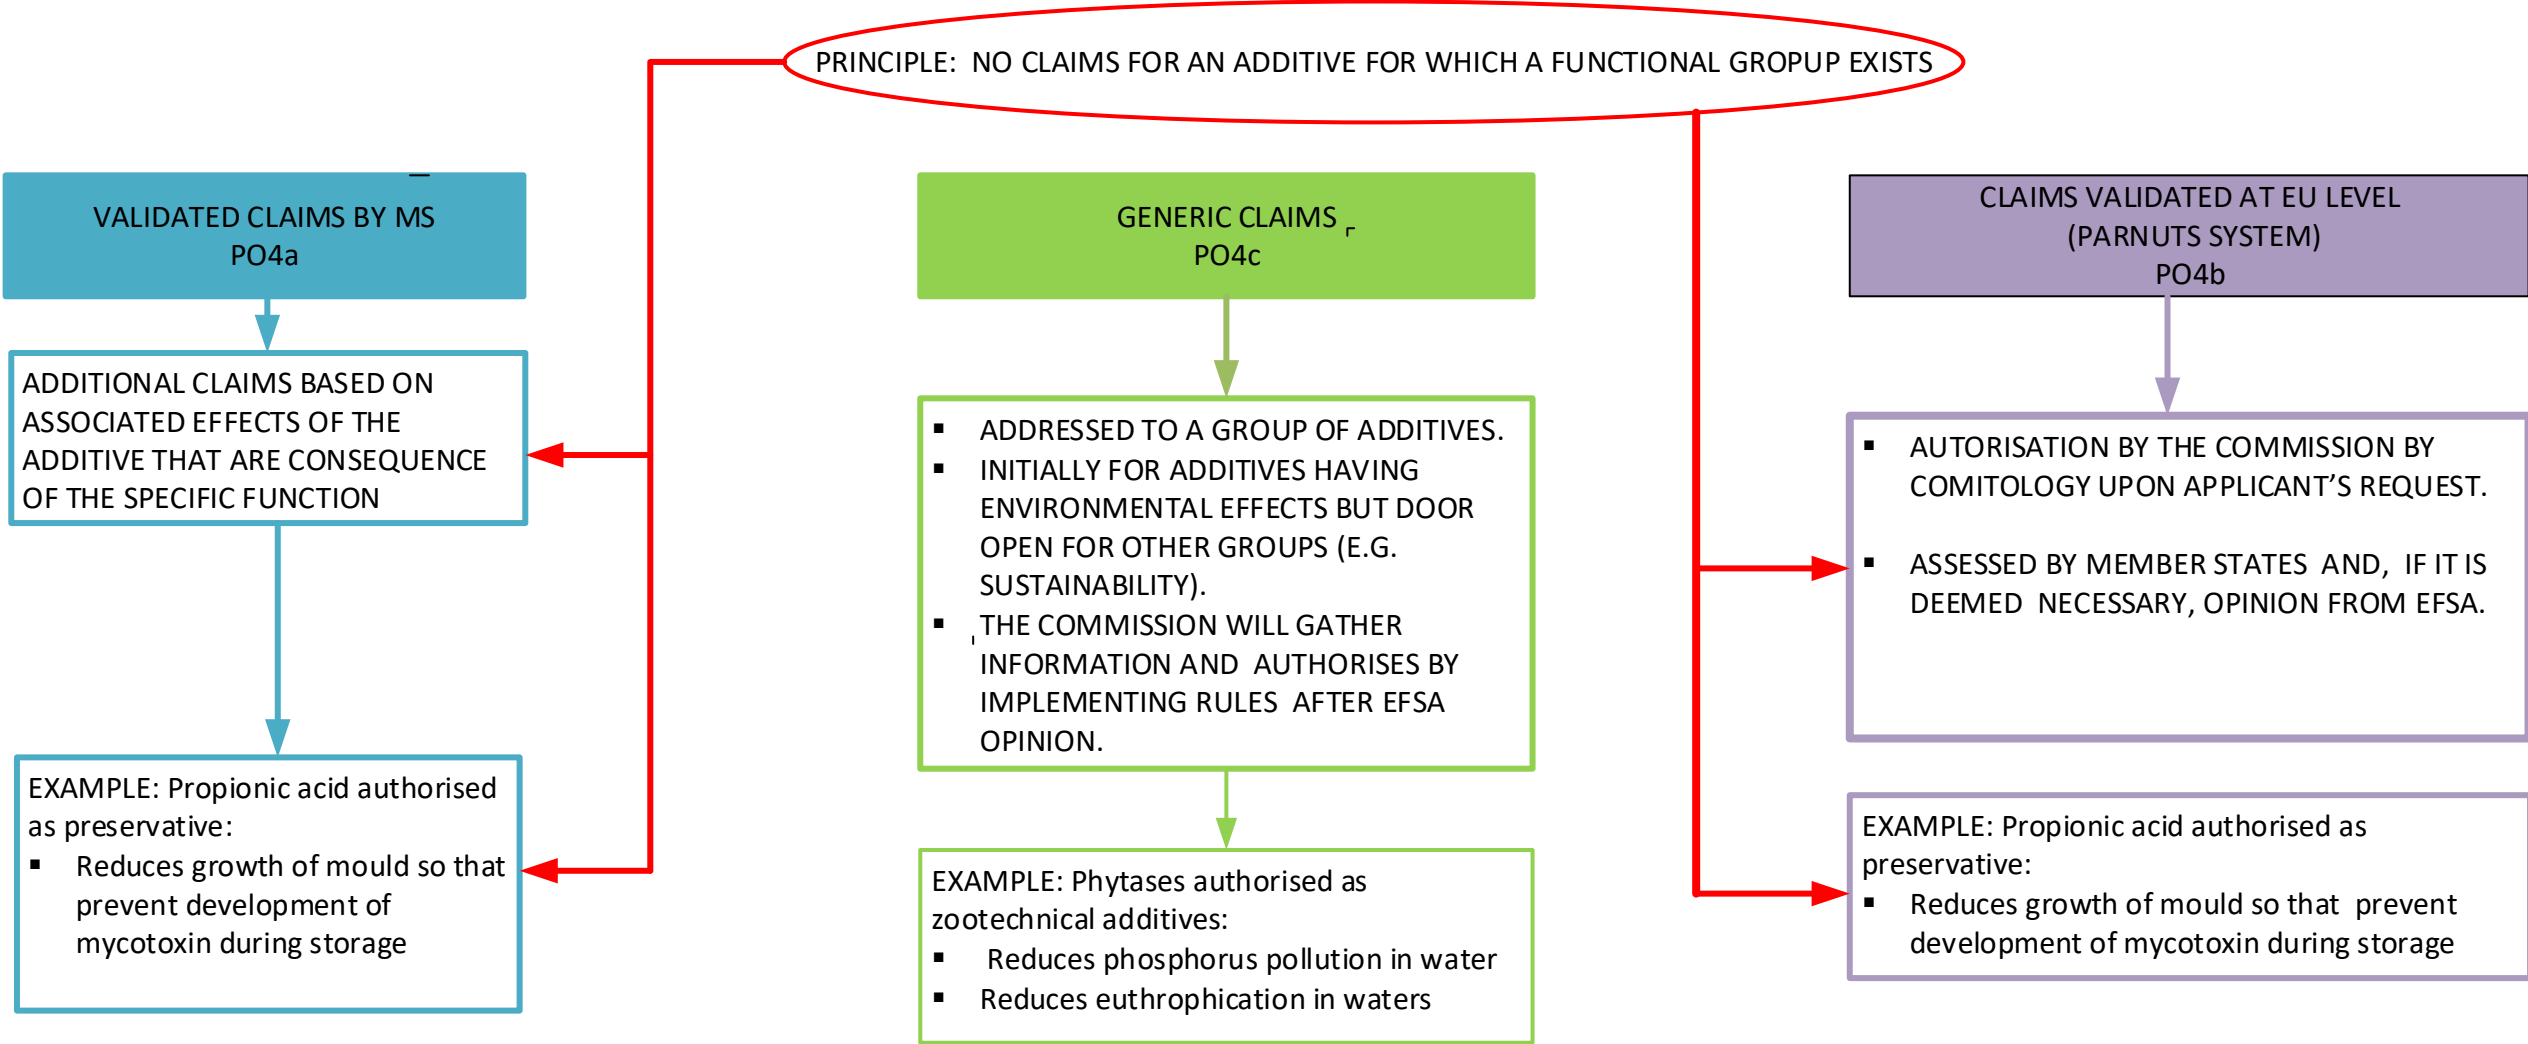 PRINCIPLE: NO CLAIMS FOR AN ADDITIVE FOR WHICH A FUNCTIONAL GROPUP EXISTS
VALIDATED CLAIMS BY MS
PO4a
ADDITIONAL CLAIMS BASED ON
ASSOCIATED EFFECTS OF THE
ADDITIVE THAT ARE CONSEQUENCE
OF THE SPECIFIC FUNCTION
EXAMPLE: Propionic acid authorised
as preservative:
▪ Reduces growth of mould so that
prevent development of
mycotoxin during storage
GENERIC CLAIMS
PO4c
▪ ADDRESSED TO A GROUP OF ADDITIVES.
▪ INITIALLY FOR ADDITIVES HAVING
ENVIRONMENTAL EFFECTS BUT DOOR
OPEN FOR OTHER GROUPS (E.G.
SUSTAINABILITY).
▪ THE COMMISSION WILL GATHER
INFORMATION AND AUTHORISES BY
IMPLEMENTING RULES AFTER EFSA
OPINION.
EXAMPLE: Phytases authorised as
zootechnical additives:
▪ Reduces phosphorus pollution in water
▪ Reduces euthrophication in waters
CLAIMS VALIDATED AT EU LEVEL
(PARNUTS SYSTEM)
PO4b
▪ AUTORISATION BY THE COMMISSION BY
COMITOLOGY UPON APPLICANT’S REQUEST.
▪ ASSESSED BY MEMBER STATES AND, IF IT IS
DEEMED NECESSARY, OPINION FROM EFSA.
EXAMPLE: Propionic acid authorised as
preservative:
▪ Reduces growth of mould so that prevent
development of mycotoxin during storage